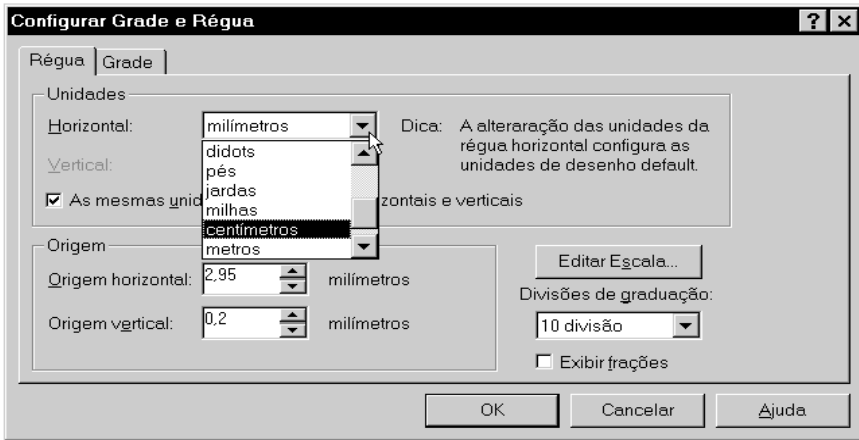 Configurar Grade e Régua
Régua Grade
Unidades
Horizontal: milímetros
Dica: A alteraração das unidades da
régua horizontal configura as
unidades de desenho default.
Vertical:
didots
pés
jardas
milhas
centímetros
metros
As mesmas zontais e verticais
Origem
Origem horizontal: 2,95 milímetros
Origem vertical: 0,2 milímetros
Editar Escala...
Divisões de graduação:
10 divisão
Exibir frações
OK Cancelar Ajuda